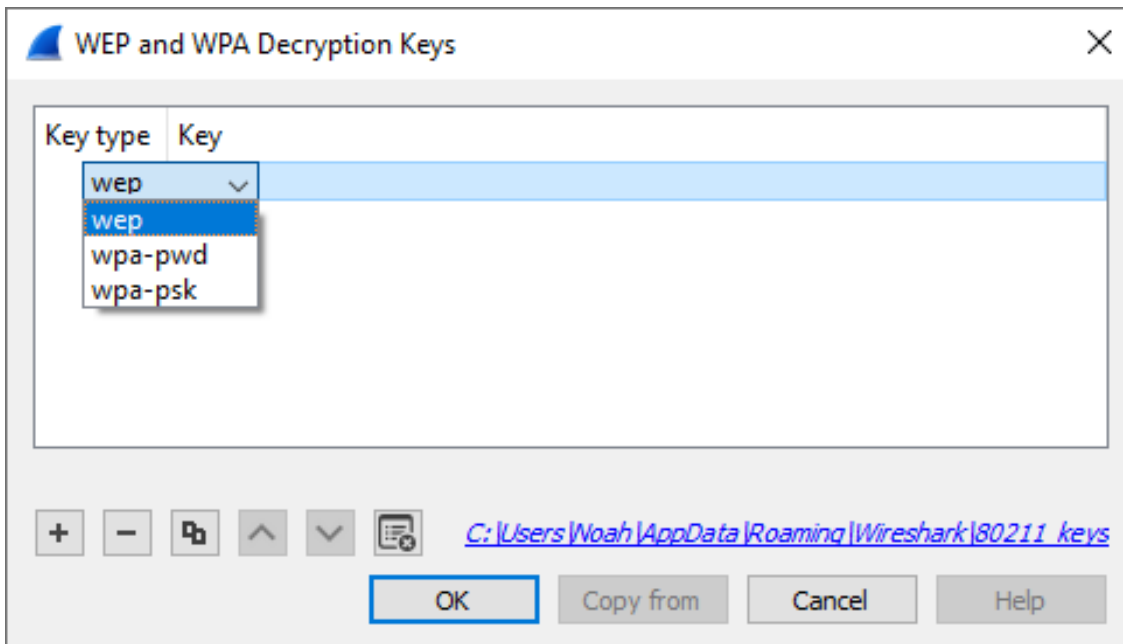 WEP and WPA Decryption Keys
Key type Key
wep
wep
wpa-pwd
wpa-psk
C:\Users\Noah\AppData\Roaming\Wireshark\80211_keys
OK Copy from Cancel Help